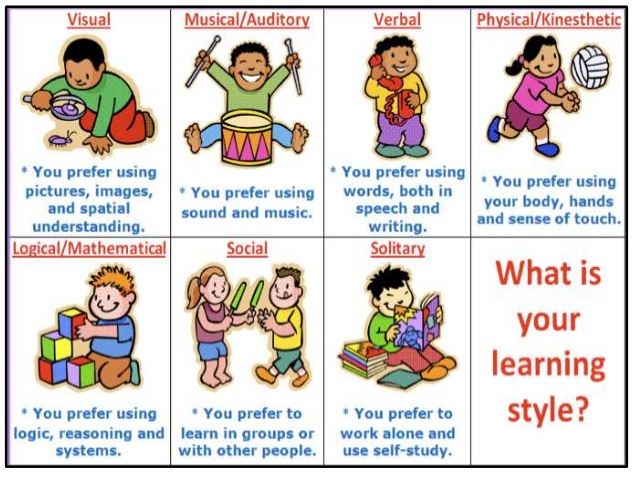 Visual
* You prefer using
pictures, images,
and spatial
understanding.
Musical/Auditory
* You prefer using
sound and music.
Verbal
* You prefer using
words, both in
speech and
writing.
Physical/Kinesthetic
* You prefer using
your body, hands
and sense of touch.
Logical/Mathematical
* You prefer using
logic, reasoning and
systems.
Social
* You prefer to
learn in groups or
with other people.
Solitary
* You prefer to
work alone and
use self-study.
What is
your
learning
style?